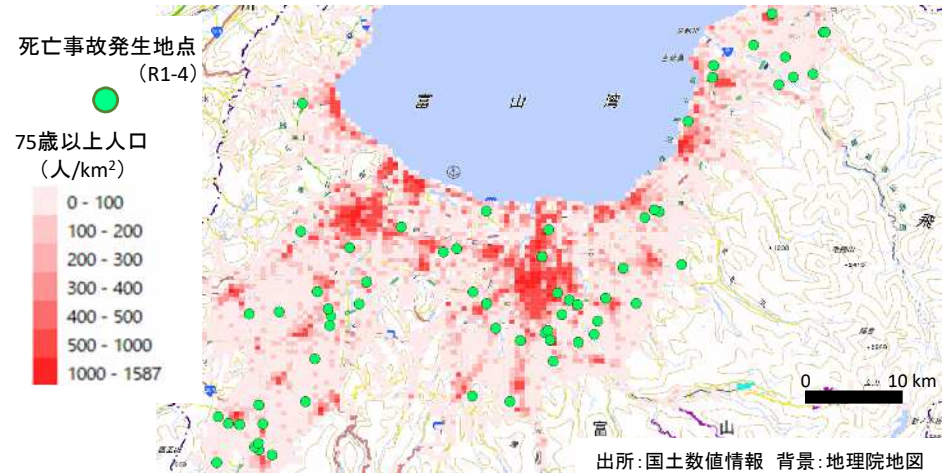 死亡事故発生地点
(R1-4)
75歳以上人口
(人/km²)
0 - 100
100 - 200
200 - 300
300 - 400
400 - 500
500 - 1000
1000 - 1587
富山湾
飛
富山
0 10 km
出所:国土数値情報 背景:地理院地図